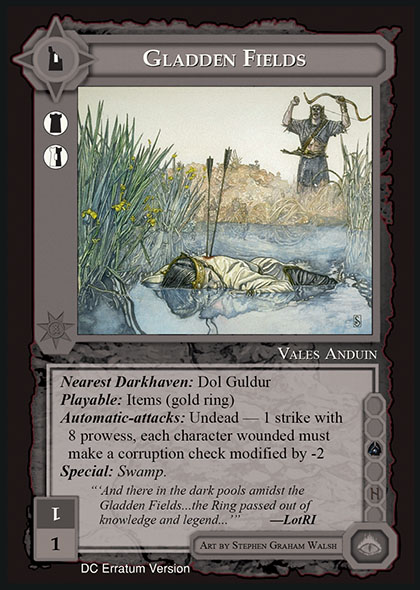 Gladden Fields
Vales Anduin
Nearest Darkhaven: Dol Guldur
Playable: Items (gold ring)
Automatic-attacks: Undead — 1 strike with
8 prowess, each character wounded must
make a corruption check modified by -2
Special: Swamp.
“‘And there in the dark pools amidst the
Gladden Fields...the Ring passed out of
knowledge and legend...’” —LotRI
1
1
Art by Stephen Graham Walsh
DC Erratum Version